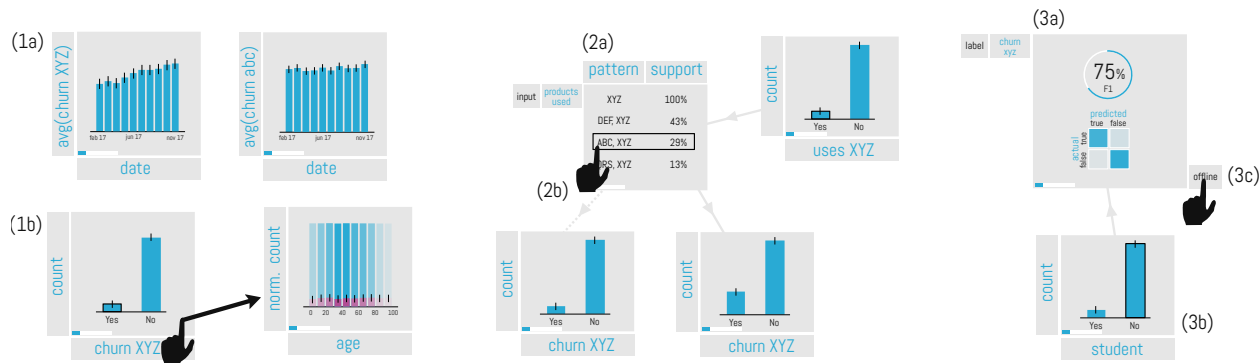 (1a)
avg(churn XYZ)
feb 17 jun 17 nov 17
date
avg(churn abc)
feb 17 jun 17 nov 17
date
(1b)
count
Yes No
churn XYZ
norm. count
0 20 40 60 80 100
age
(2a)
pattern support
input
products
used
XYZ 100%
DEF, XYZ 43%
ABC, XYZ 29%
QRS, XYZ 13%
(2b)
count
Yes No
uses XYZ
count
Yes No
churn XYZ
count
Yes No
churn XYZ
(3a)
label
churn
xyz
75%
F1
predicted
true false
actual
true
false
offline
(3c)
count
Yes No
(3b)
student